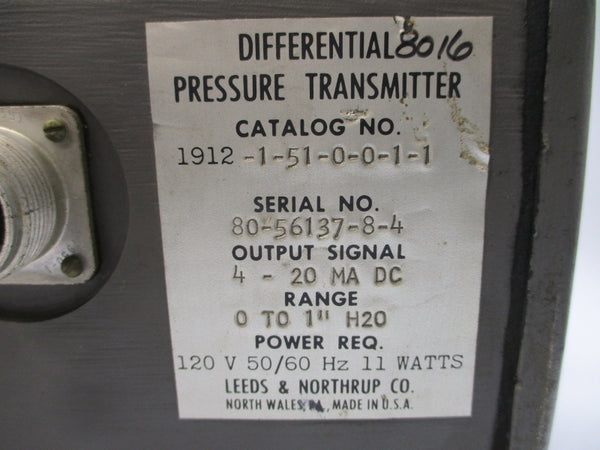 DIFFERENTIAL 8016
PRESSURE TRANSMITTER
CATALOG NO.
1912 -1-51-0-0-1-1
SERIAL NO.
80-56137-8-4
OUTPUT SIGNAL
4 - 20 MA DC
RANGE
0 TO 1" H20
POWER REQ.
120 V 50/60 Hz 11 WATTS
LEEDS & NORTHRUP CO.
NORTH WALES, PA., MADE IN U.S.A.